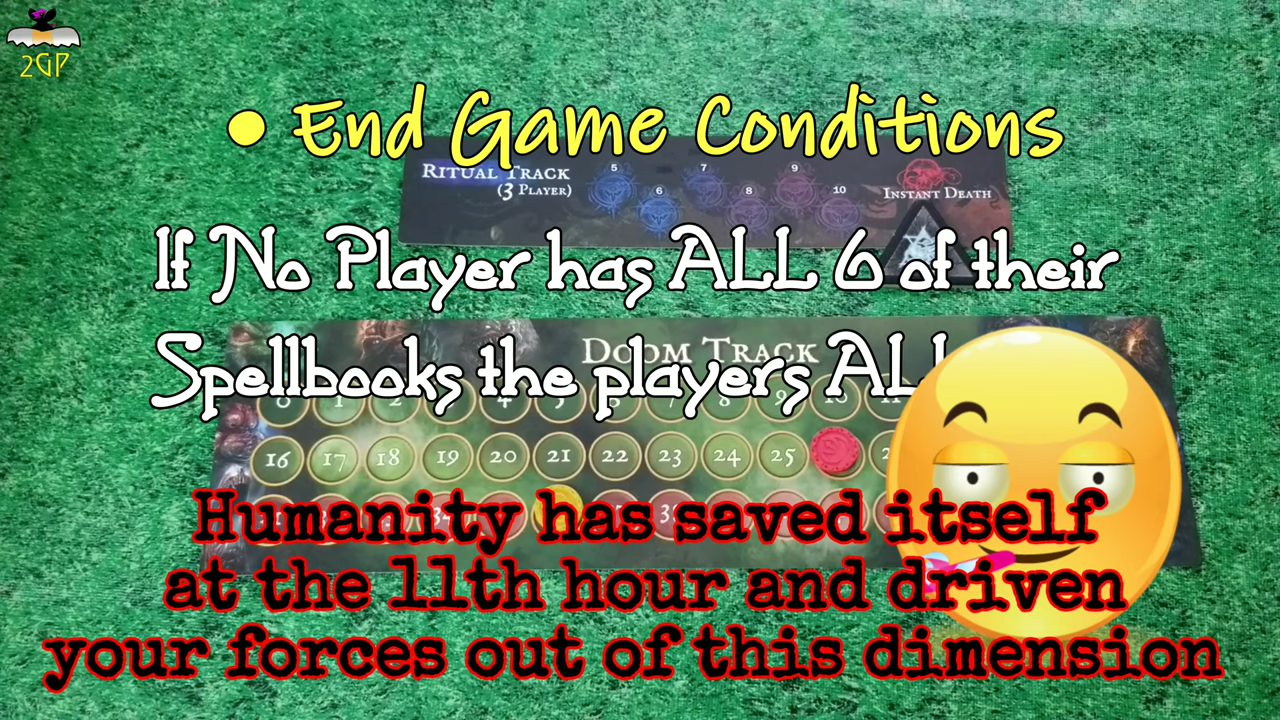 2GP
• End Game Conditions
RITUAL TRACK
(3 PLAYER)
5 7 9
6 8 10
INSTANT DEATH
If No Player has ALL 6 of their
DOOM TRACK
Spellbooks the players ALL
0 1 2 4 5 7 8 9 10 11
16 17 18 19 20 21 22 23 24 25
Humanity has saved itself
at the 11th hour and driven
your forces out of this dimension